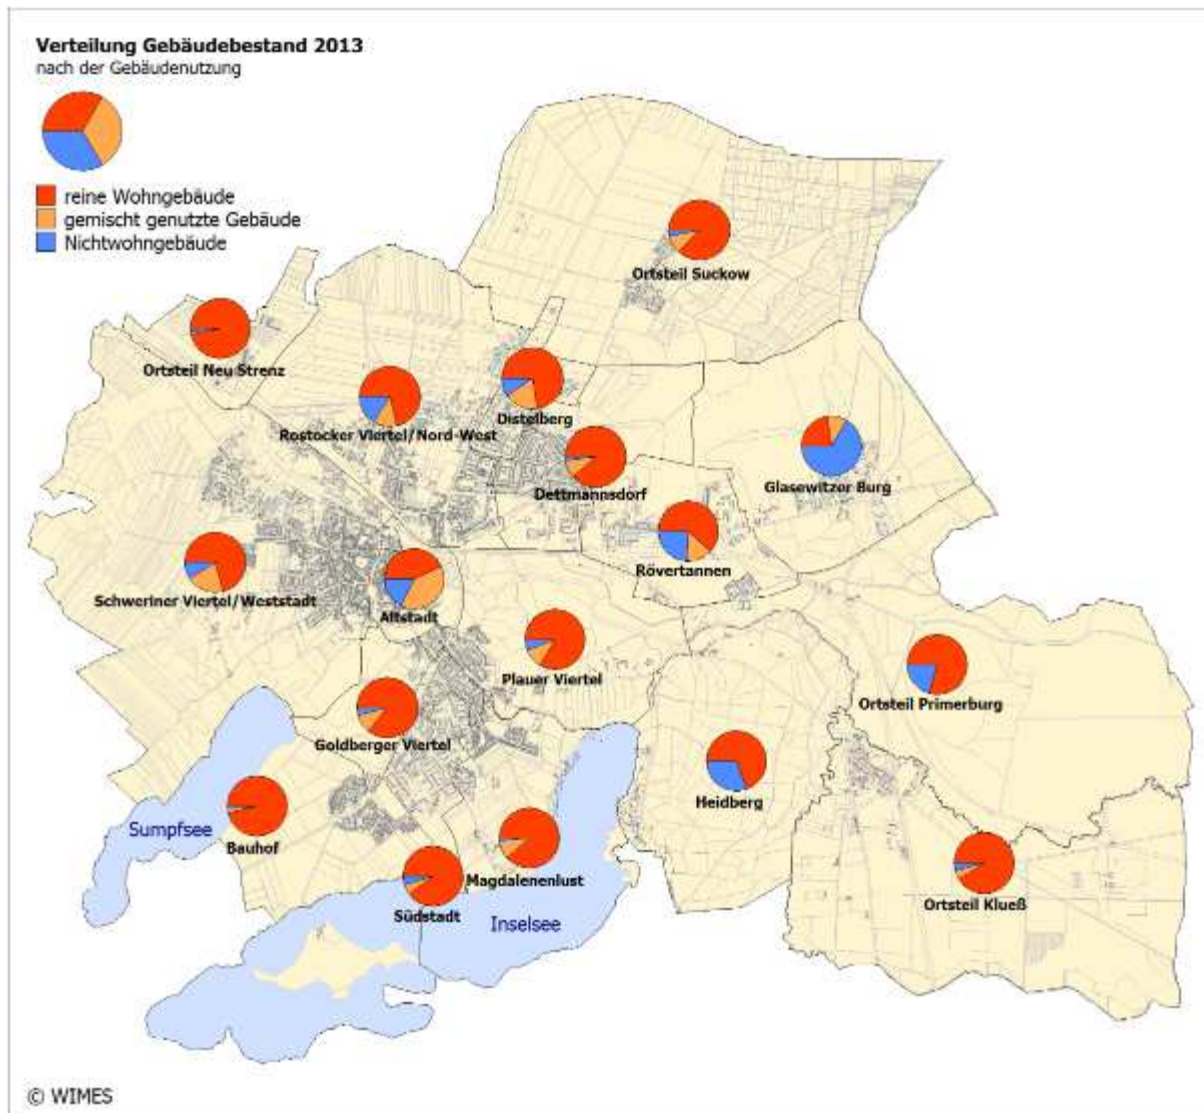 Verteilung Gebäudebestand 2013
nach der Gebäudenutzung
reine Wohngebäude
gemischt genutzte Gebäude
Nichtwohngebäude
Ortsteil Suckow
Ortsteil Neu Strenz
Distelberg
Rostocker Viertel/Nord-West
Dettmannsdorf
Glasewitzer Burg
Rövertannen
Schweriner Viertel/Weststadt
Altstadt
Plauer Viertel
Ortsteil Primerburg
Goldberger Viertel
Heidberg
Sumpfsee
Bauhof
Magdalenenlust
Südstadt
Inselsee
Ortsteil Klueß
© WIMES